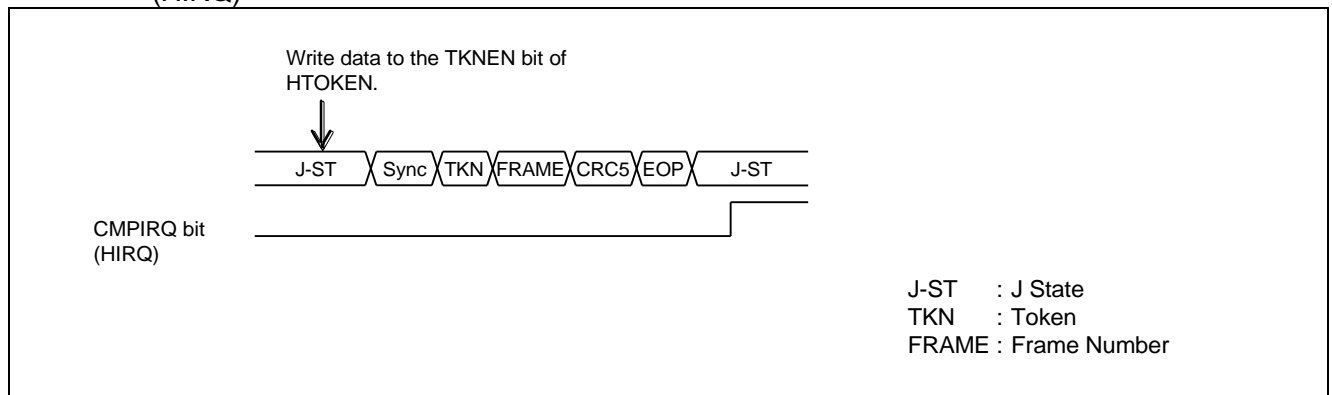 (HIRQ)
Write data to the TKNEN bit of
HTOKEN.
J-ST Sync TKN FRAME CRC5 EOP J-ST
CMPIRQ bit
(HIRQ)
J-ST : J State
TKN : Token
FRAME : Frame Number